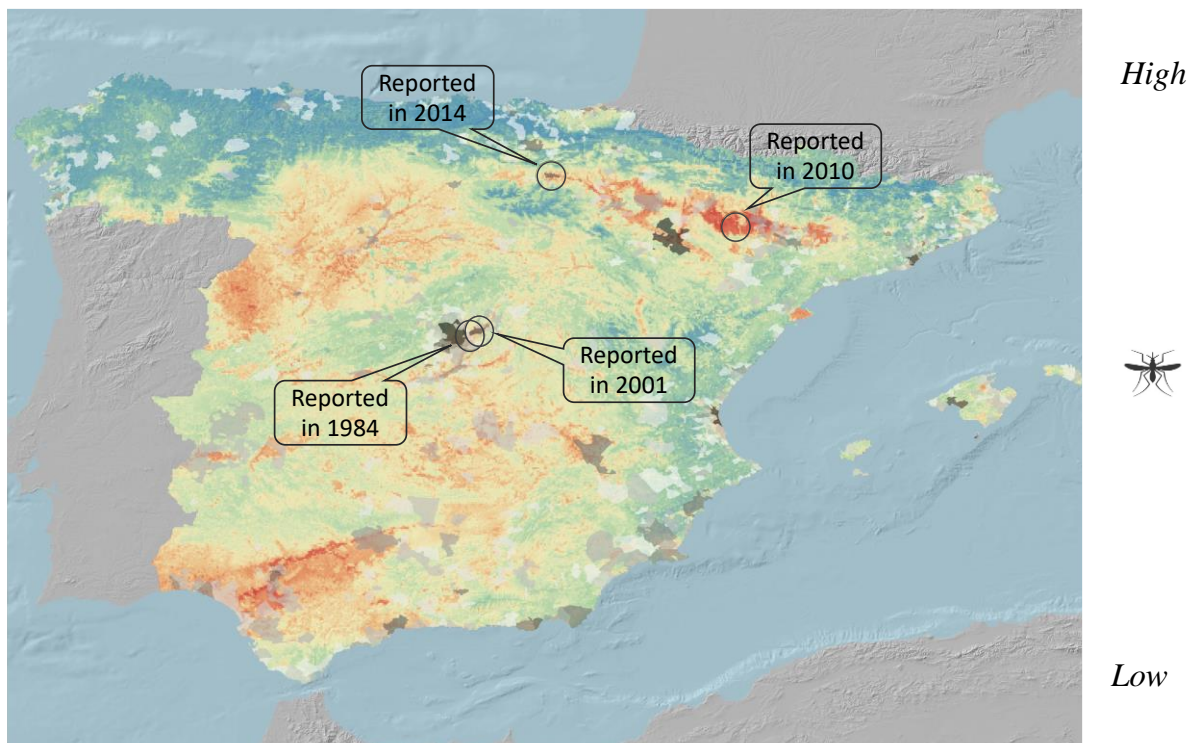 High
Reported
in 2014
Reported
in 2010
Reported
in 2001
Reported
in 1984
Low